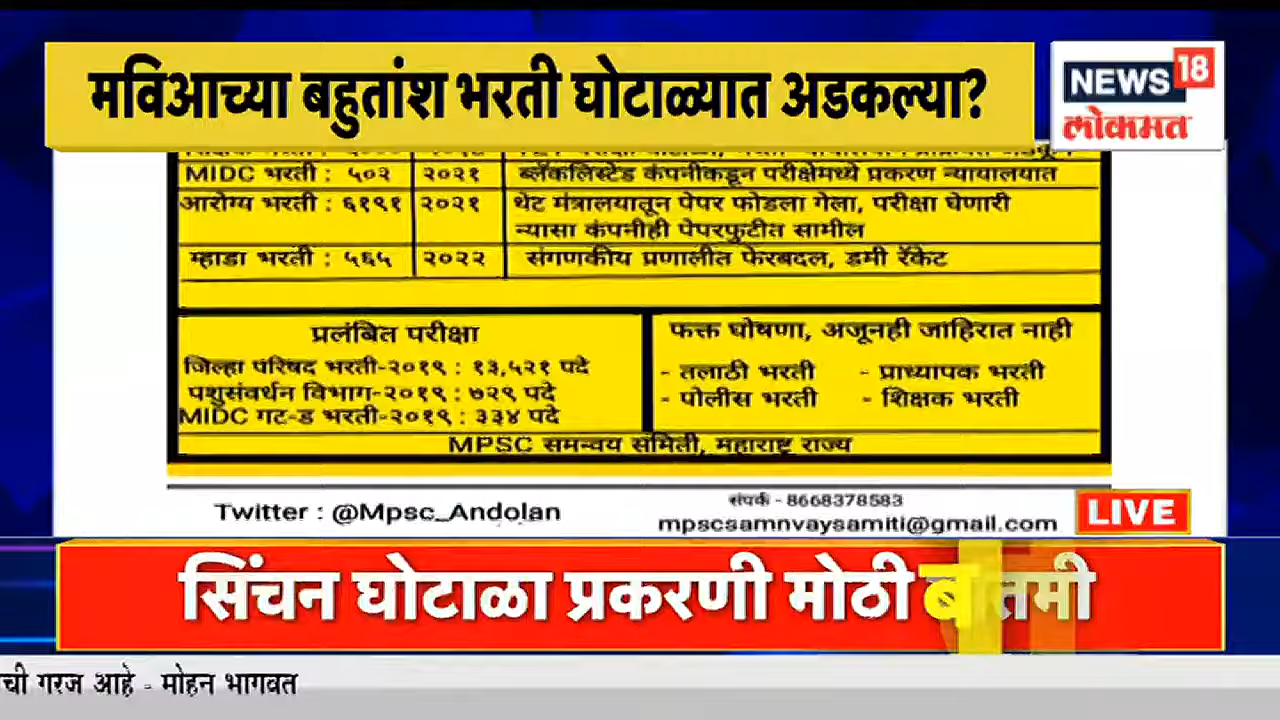 मविआच्या बहुतांश भरती घोटाळ्यात अडकल्या?
NEWS 18
लोकमत
MIDC भरती : ५०२ २०२१ ब्लॅकलिस्टेड कंपनीकडून परीक्षेमध्ये प्रकरण न्यायालयात
आरोग्य भरती : ६१९१ २०२१ थेट मंत्रालयातून पेपर फोडला गेला, परीक्षा घेणारी
न्यासा कंपनीही पेपरफुटीत सामील
म्हाडा भरती : ५६५ २०२२ संगणकीय प्रणालीत फेरबदल, डमी रॅकेट
प्रलंबित परीक्षा
जिल्हा परिषद भरती-२०१९ : १३,५२१ पदे
पशुसंवर्धन विभाग-२०१९ : ७२९ पदे
MIDC गट-ड भरती-२०१९ : ३३४ पदे
फक्त घोषणा, अजूनही जाहिरात नाही
- तलाठी भरती - प्राध्यापक भरती
- पोलीस भरती - शिक्षक भरती
MPSC समन्वय समिती, महाराष्ट्र राज्य
Twitter : @Mpsc_Andolan
संपर्क - 8668378583
mpscsamnvaysamiti@gmail.com
LIVE
सिंचन घोटाळा प्रकरणी मोठी बातमी
ची गरज आहे - मोहन भागवत